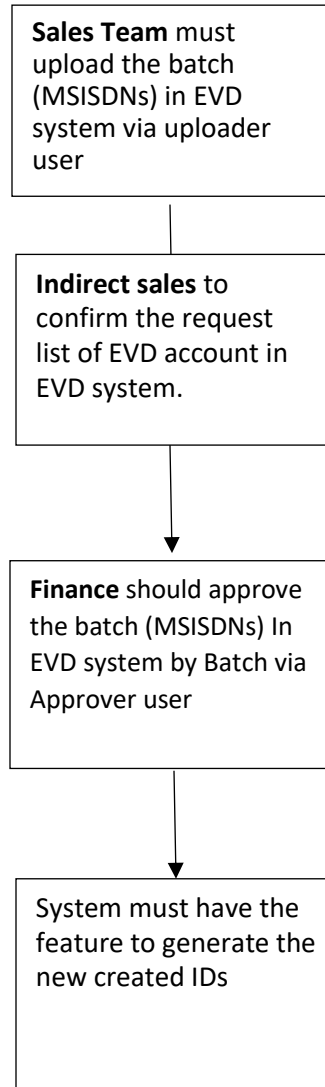 Sales Team must
upload the batch
(MSISDNs) in EVD
system via uploader
user
Indirect sales to
confirm the request
list of EVD account in
EVD system.
Finance should approve
the batch (MSISDNs) In
EVD system by Batch via
Approver user
System must have the
feature to generate the
new created IDs